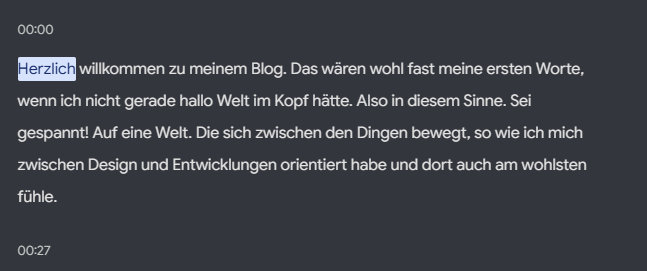 00:00
Herzlich willkommen zu meinem Blog. Das wären wohl fast meine ersten Worte,
wenn ich nicht gerade hallo Welt im Kopf hätte. Also in diesem Sinne. Sei
gespannt! Auf eine Welt. Die sich zwischen den Dingen bewegt, so wie ich mich
zwischen Design und Entwicklungen orientiert habe und dort auch am wohlsten
fühle.
00:27